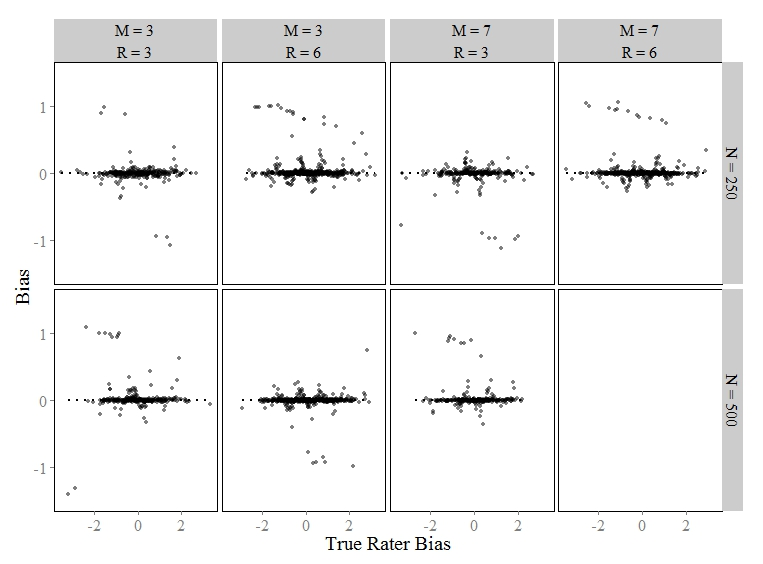 M = 3
R = 3
M = 3
R = 6
M = 7
R = 3
M = 7
R = 6
1
0
-1
N = 250
Bias
1
0
-1
N = 500
-2 0 2
-2 0 2
-2 0 2
-2 0 2
True Rater Bias